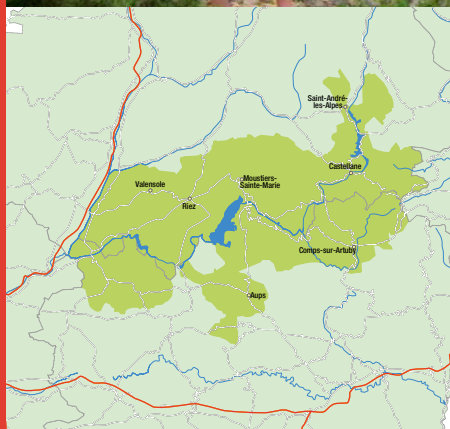 Saint-André-
les-Alpes
Castellane
Moustiers-
Sainte-Marie
Valensole
Riez
Comps-sur-Artuby
Aups